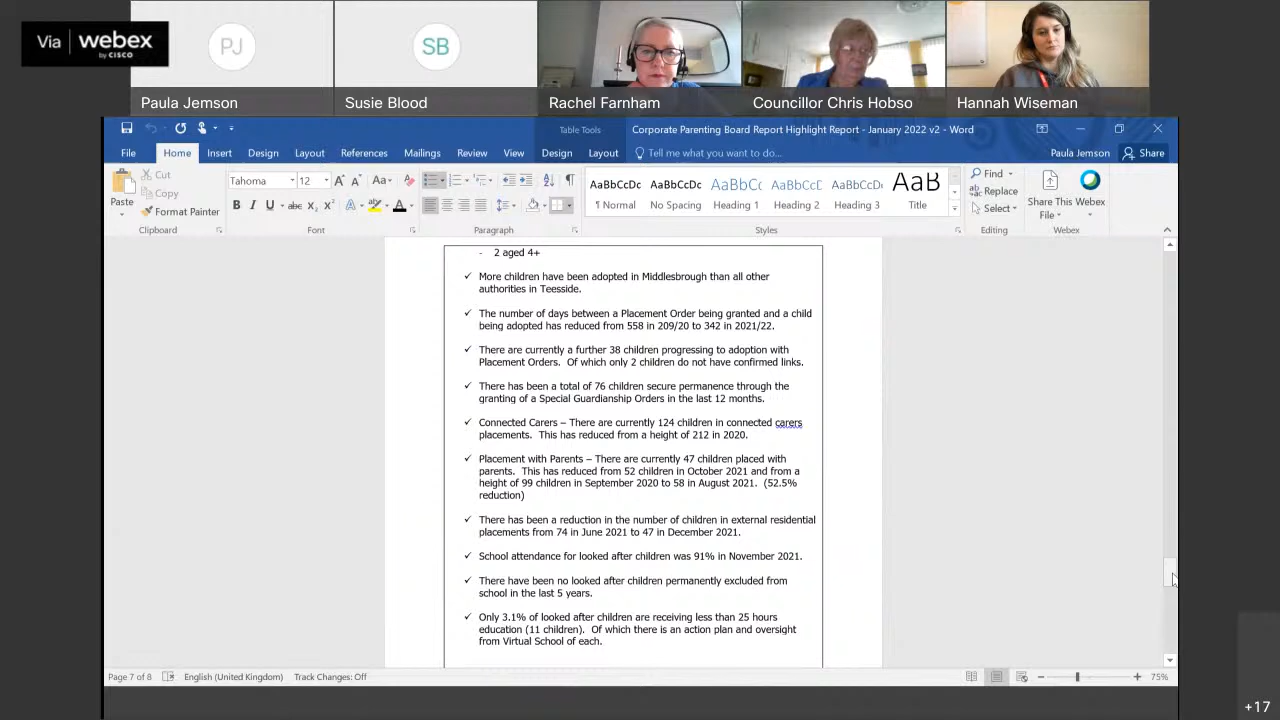 Via webex
by CISCO
PJ
SB
Paula Jemson
Susie Blood
Rachel Farnham
Councillor Chris Hobso
Hannah Wiseman
Table Tools
Corporate Parenting Board Report Highlight Report - January 2022 v2 - Word
File Home Insert Design Layout References Mailings Review View Design Layout Tell me what you want to do... Paula Jemson Share
Paste
Cut
Copy
Format Painter
Clipboard
Tahoma 12
Font
Paragraph
AaBbCcDc AaBbCcDc AaBbCc AaBbCcD AaBbCcDı AaB
¶ Normal No Spacing Heading 1 Heading 2 Heading 3 Title
Styles
Find
Replace
Select
Editing
Share This Webex
File
Webex
- 2 aged 4+
✓ More children have been adopted in Middlesbrough than all other
authorities in Teesside.
✓ The number of days between a Placement Order being granted and a child
being adopted has reduced from 558 in 209/20 to 342 in 2021/22.
✓ There are currently a further 38 children progressing to adoption with
Placement Orders. Of which only 2 children do not have confirmed links.
✓ There has been a total of 76 children secure permanence through the
granting of a Special Guardianship Orders in the last 12 months.
✓ Connected Carers – There are currently 124 children in connected carers
placements. This has reduced from a height of 212 in 2020.
✓ Placement with Parents – There are currently 47 children placed with
parents. This has reduced from 52 children in October 2021 and from a
height of 99 children in September 2020 to 58 in August 2021. (52.5%
reduction)
✓ There has been a reduction in the number of children in external residential
placements from 74 in June 2021 to 47 in December 2021.
✓ School attendance for looked after children was 91% in November 2021.
✓ There have been no looked after children permanently excluded from
school in the last 5 years.
✓ Only 3.1% of looked after children are receiving less than 25 hours
education (11 children). Of which there is an action plan and oversight
from Virtual School of each.
Page 7 of 8 English (United Kingdom) Track Changes: Off 75%
+17